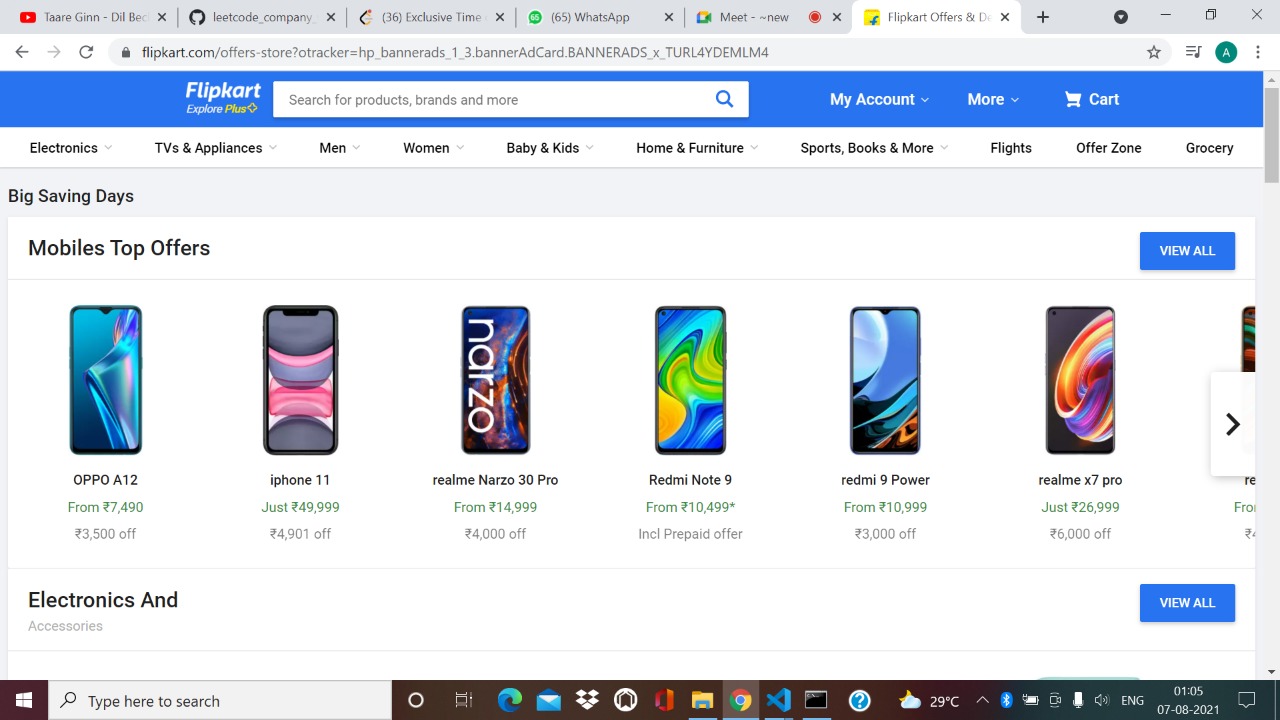 Taare Ginn - Dil Bec
leetcode_company_
(36) Exclusive Time
(65) WhatsApp
Meet - ~new
Flipkart Offers & De
flipkart.com/offers-store?otracker=hp_bannerads_1_3.bannerAdCard.BANNERADS_x_TURL4YDEMLM4
A
Flipkart
Explore Plus
Search for products, brands and more
My Account
More
Cart
Electronics
TVs & Appliances
Men
Women
Baby & Kids
Home & Furniture
Sports, Books & More
Flights
Offer Zone
Grocery
Big Saving Days
Mobiles Top Offers
VIEW ALL
narzo
OPPO A12
From ₹7,490
₹3,500 off
iphone 11
Just ₹49,999
₹4,901 off
realme Narzo 30 Pro
From ₹14,999
₹4,000 off
Redmi Note 9
From ₹10,499*
Incl Prepaid offer
redmi 9 Power
From ₹10,999
₹3,000 off
realme x7 pro
Just ₹26,999
₹6,000 off
Electronics And
Accessories
VIEW ALL
Type here to search
29°C
ENG
01:05
07-08-2021